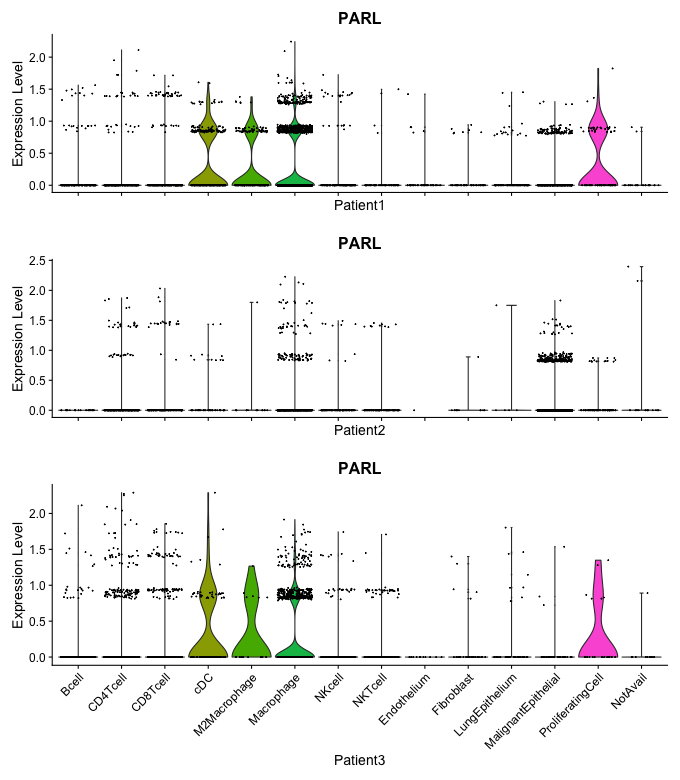 PARL
Expression Level
2.0
1.5
1.0
0.5
0.0
Patient1
PARL
Expression Level
2.5
2.0
1.5
1.0
0.5
0.0
Patient2
PARL
Expression Level
2.0
1.5
1.0
0.5
0.0
Bcell
CD4Tcell
CD8Tcell
cDC
M2Macrophage
Macrophage
NKcell
NKTcell
Endothelium
Fibroblast
LungEpithelium
MalignantEpithelial
ProliferatingCell
NotAvail
Patient3